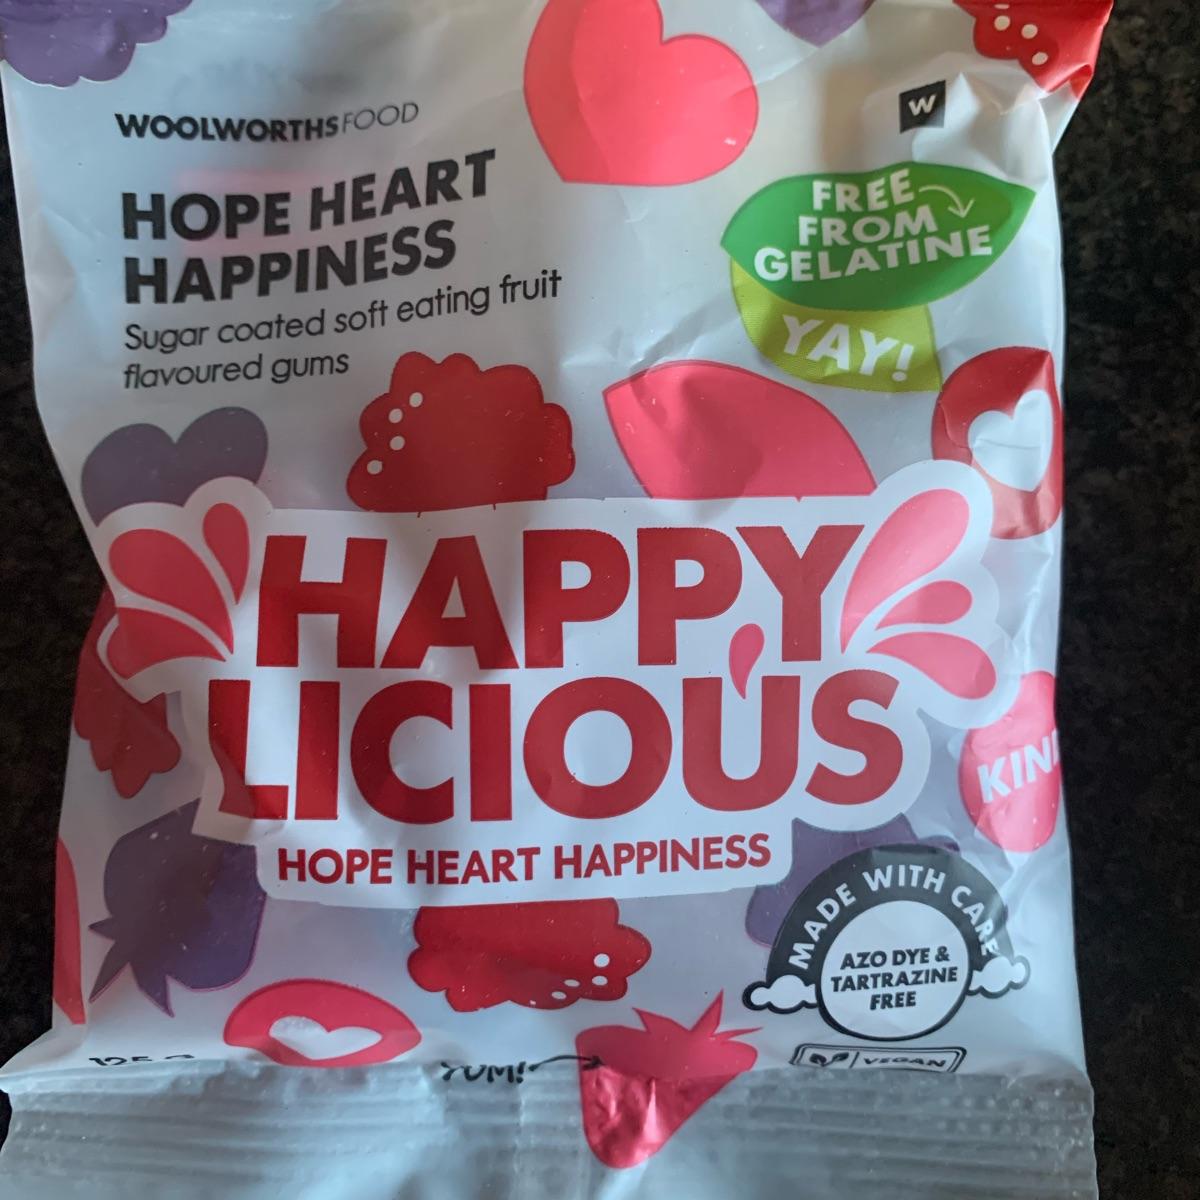 WOOLWORTHSFOOD
W
HOPE HEART
HAPPINESS
Sugar coated soft eating fruit
flavoured gums
FREE
FROM
GELATINE
YAY!
HAPPY
LICIOUS
HOPE HEART HAPPINESS
MADE WITH CARE
AZO DYE &
TARTRAZINE
FREE
YUM!
VEGAN